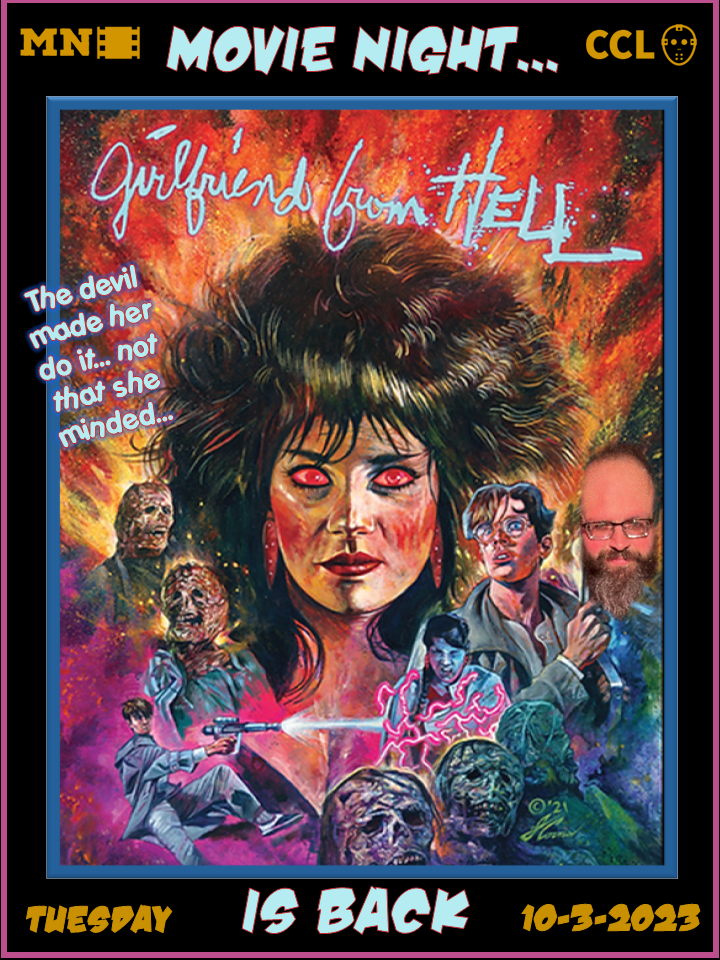 MN
MOVIE NIGHT...
CCL
Girlfriend from HELL
The devil
made her
do it... not
that she
minded...
© '21
TUESDAY
IS BACK
10-3-2023